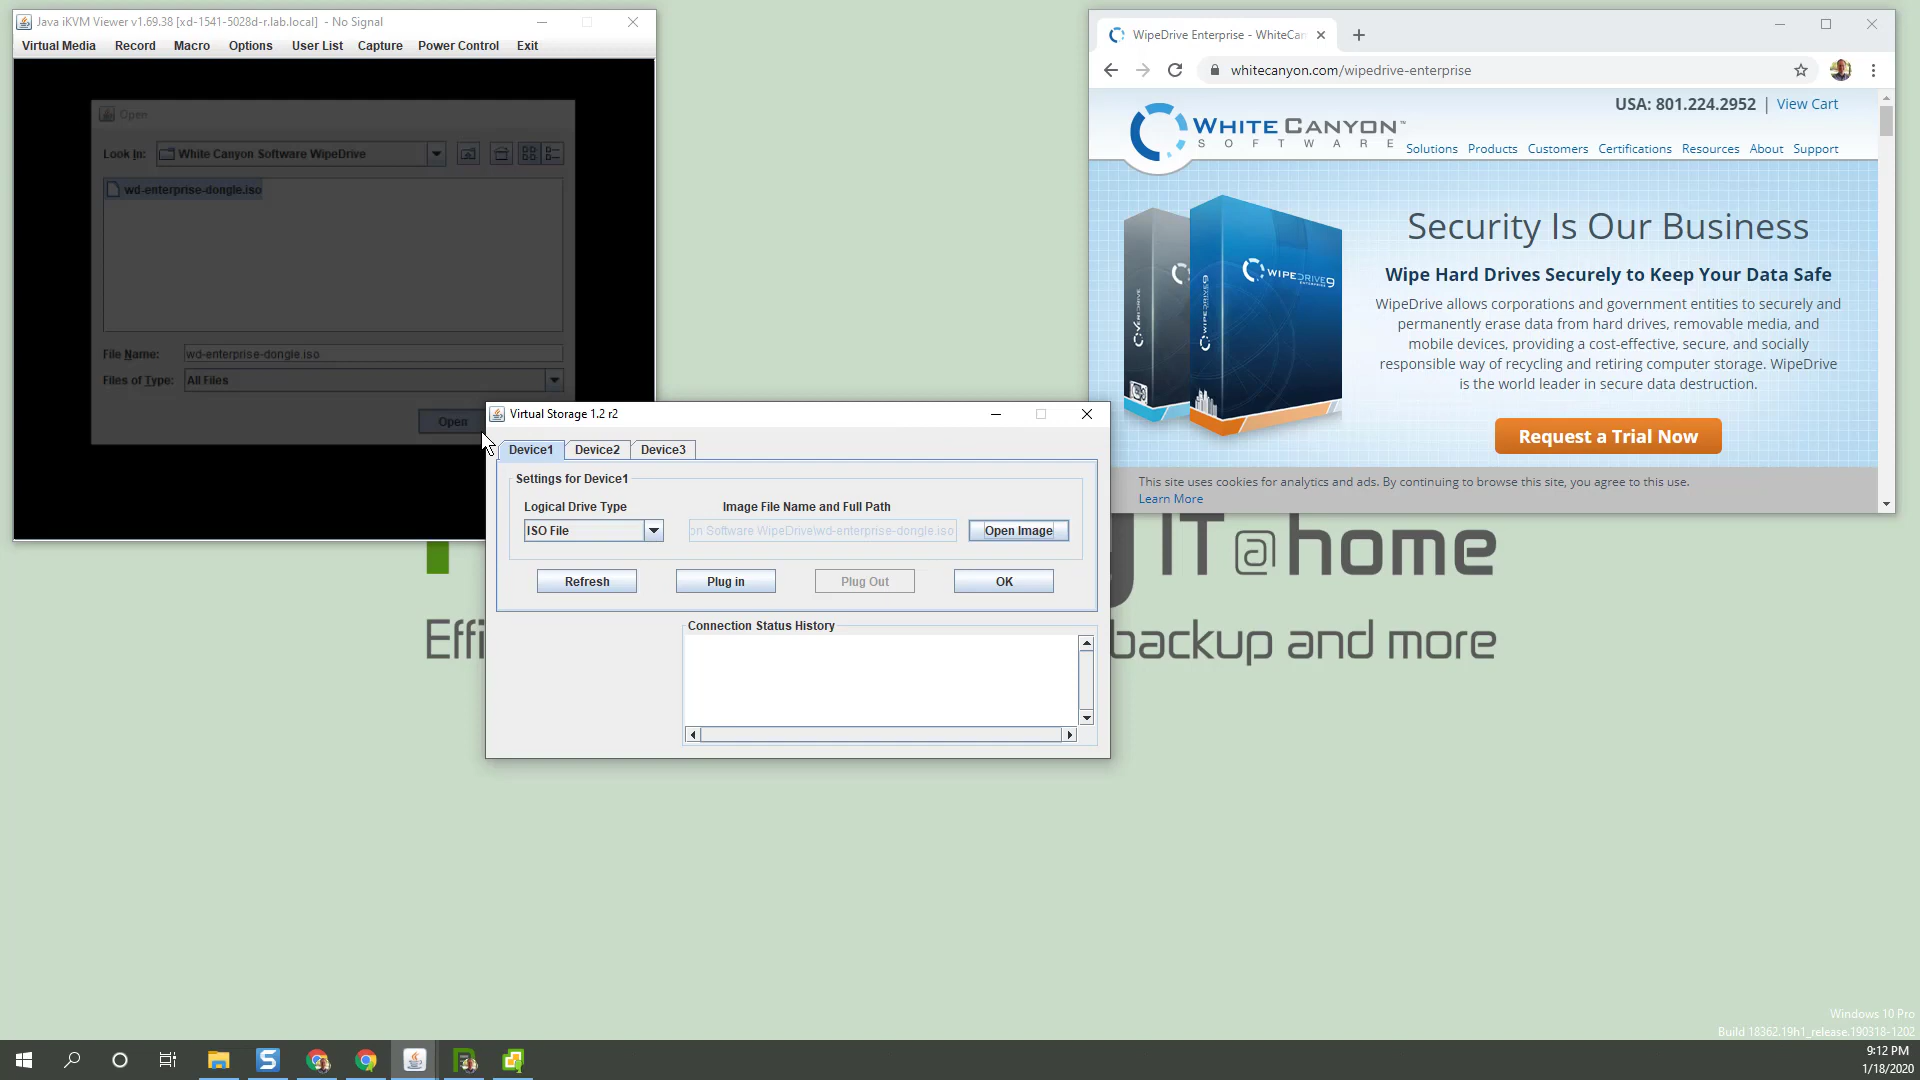 Java iKVM Viewer v1.69.38 [xd-1541-5028d-r.lab.local] - No Signal
Virtual Media Record Macro Options User List Capture Power Control Exit
Open
Look In: White Canyon Software WipeDrive
wd-enterprise-dongle.iso
File Name: wd-enterprise-dongle.iso
Files of Type: All Files
Open
WipeDrive Enterprise - WhiteCan
whitecanyon.com/wipedrive-enterprise
USA: 801.224.2952 | View Cart
WHITE CANYON™
SOFTWARE
Solutions Products Customers Certifications Resources About Support
WIPEDRIVE9
ENTERPRISE
WIPEDRIVE9
Security Is Our Business
Wipe Hard Drives Securely to Keep Your Data Safe
WipeDrive allows corporations and government entities to securely and
permanently erase data from hard drives, removable media, and
mobile devices, providing a cost-effective, secure, and socially
responsible way of recycling and retiring computer storage. WipeDrive
is the world leader in secure data destruction.
Request a Trial Now
This site uses cookies for analytics and ads. By continuing to browse this site, you agree to this use.
Learn More
Virtual Storage 1.2 r2
Device1 Device2 Device3
Settings for Device1
Logical Drive Type Image File Name and Full Path
ISO File on Software WipeDrive\wd-enterprise-dongle.iso Open Image
Refresh Plug in Plug Out OK
Connection Status History
IT@home
Effi
backup and more
Windows 10 Pro
Build 18362.19h1_release.190318-1202
9:12 PM
1/18/2020